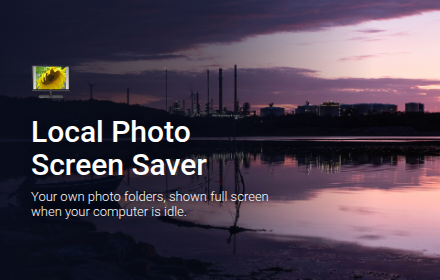 Local Photo
Screen Saver
Your own photo folders, shown full screen
when your computer is idle.